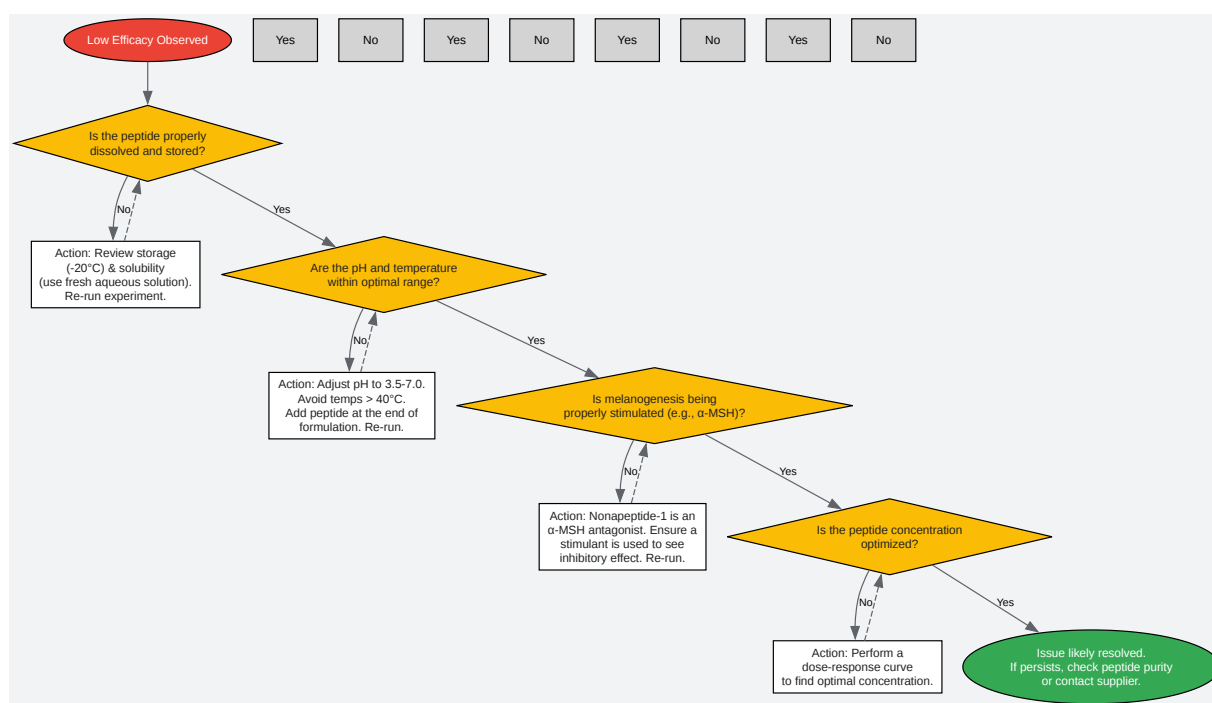 Low Efficacy Observed
Yes
No
Yes
No
Yes
No
Yes
No
Is the peptide properly
dissolved and stored?
No
Yes
Action: Review storage
(-20°C) & solubility
(use fresh aqueous solution).
Re-run experiment.
Are the pH and temperature
within optimal range?
No
Yes
Action: Adjust pH to 3.5-7.0.
Avoid temps > 40°C.
Add peptide at the end of
formulation. Re-run.
Is melanogenesis being
properly stimulated (e.g., α-MSH)?
No
Yes
Action: Nonapeptide-1 is an
α-MSH antagonist. Ensure a
stimulant is used to see
inhibitory effect. Re-run.
Is the peptide concentration
optimized?
No
Yes
Action: Perform a
dose-response curve
to find optimal concentration.
Issue likely resolved.
If persists, check peptide purity
or contact supplier.